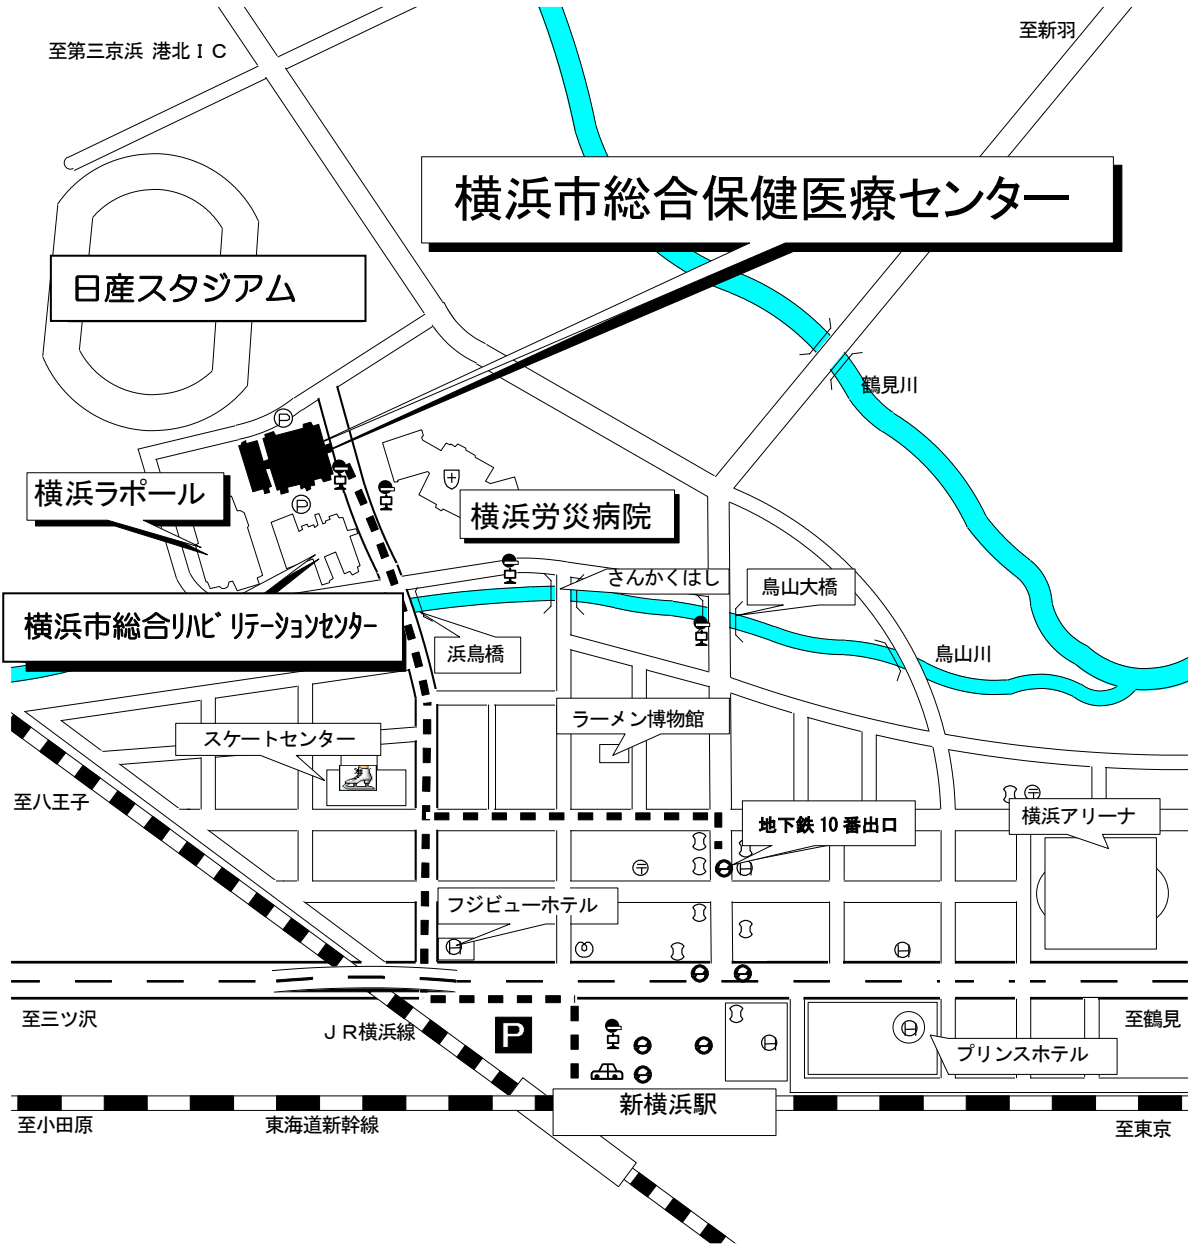 至新羽
至第三京浜 港北ＩＣ
横浜市総合保健医療センター
日産スタジアム
鶴見川
P
横浜ラポール
P
横浜労災病院
さんかくはし
鳥山大橋
横浜市総合リハビリテーションセンター
浜鳥橋
鳥山川
ラーメン博物館
スケートセンター
至八王子
横浜アリーナ
地下鉄10番出口
フジビューホテル
至三ツ沢
ＪＲ横浜線
P
至鶴見
プリンスホテル
新横浜駅
至小田原
東海道新幹線
至東京